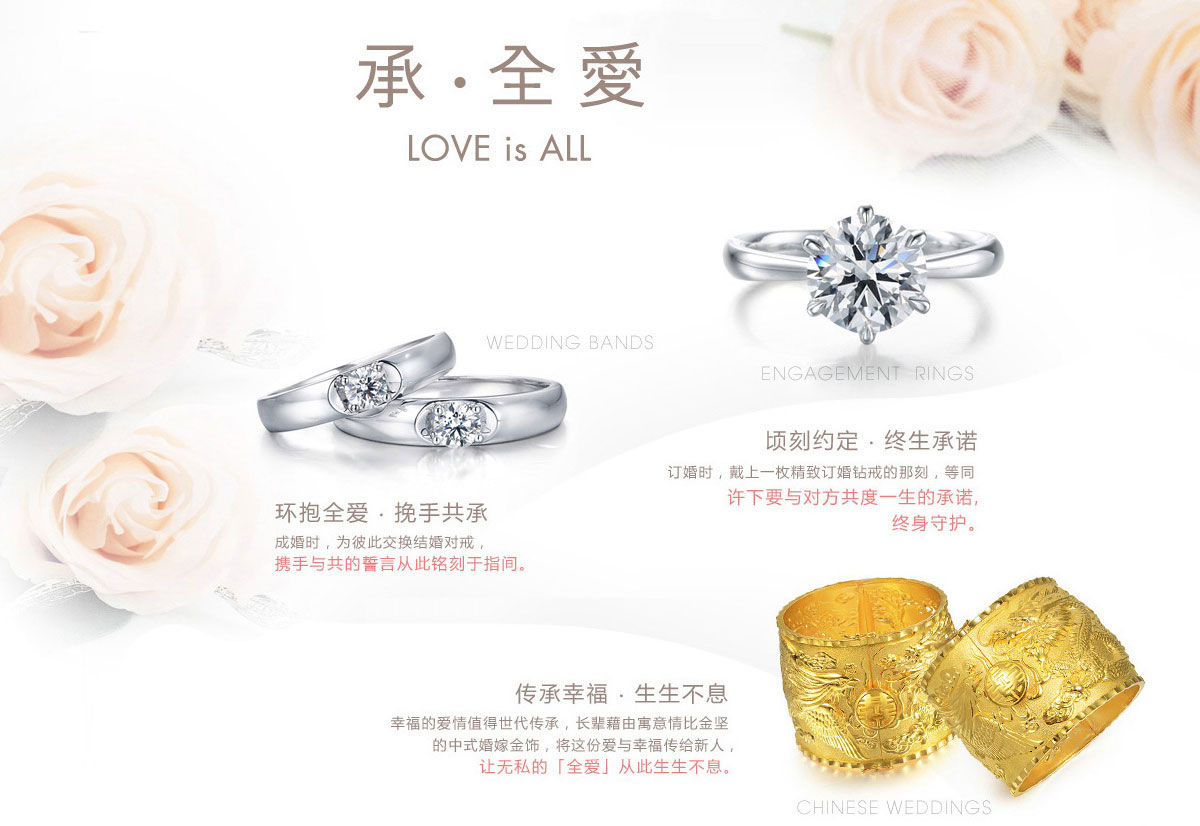 承·全愛
LOVE is ALL
WEDDING BANDS
ENGAGEMENT RINGS
顷刻约定·终生承诺
订婚时，戴上一枚精致订婚钻戒的那刻，等同
许下要与对方共度一生的承诺,
终身守护。
环抱全爱·挽手共承
成婚时，为彼此交换结婚对戒，
携手与共的誓言从此铭刻于指间。
传承幸福·生生不息
幸福的爱情值得世代传承，长辈藉由寓意情比金坚
的中式婚嫁金饰，将这份爱与幸福传给新人，
让无私的「全爱」从此生生不息。
CHINESE WEDDINGS